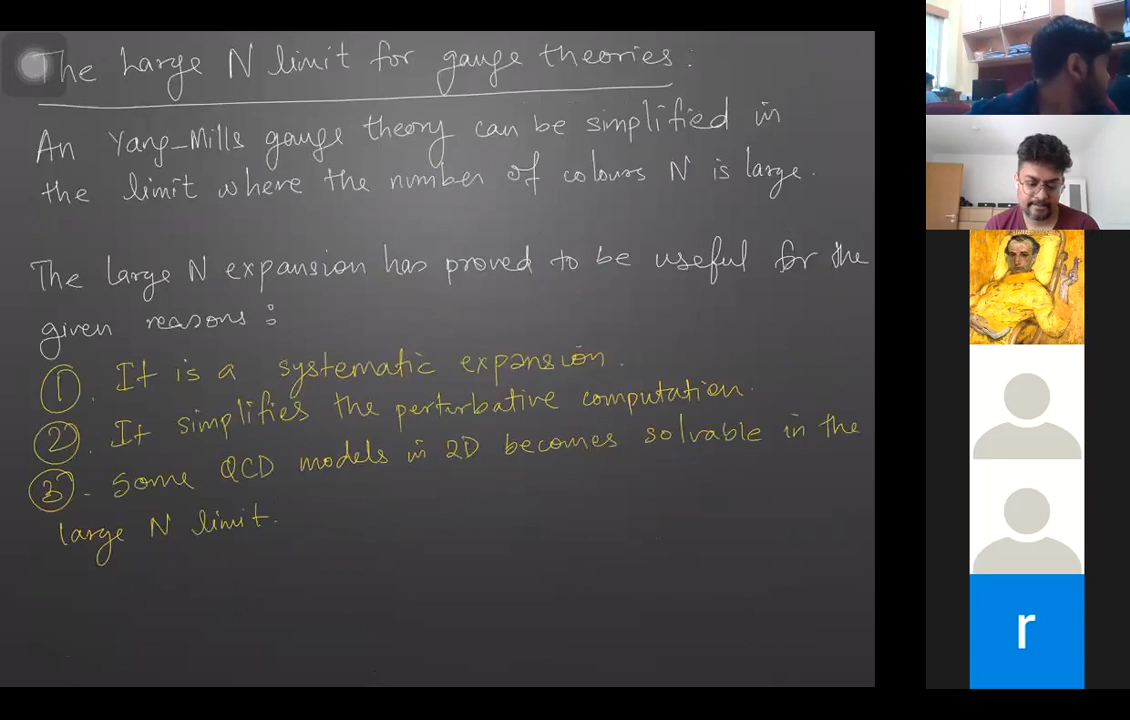 The Large N limit for gauge theories:
An Yang-Mills gauge theory can be simplified in
the limit where the number of colours N is large.
The large N expansion has proved to be useful for the
given reasons:
1. It is a systematic expansion.
2. It simplifies the perturbative computation.
3. Some QCD models in 2D becomes solvable in the
large N limit.
r